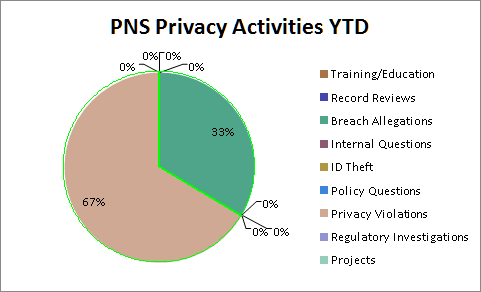 PNS Privacy Activities YTD
0% 0%
0% 0%
33%
67%
0%
0% 0%
Training/Education
Record Reviews
Breach Allegations
Internal Questions
ID Theft
Policy Questions
Privacy Violations
Regulatory Investigations
Projects